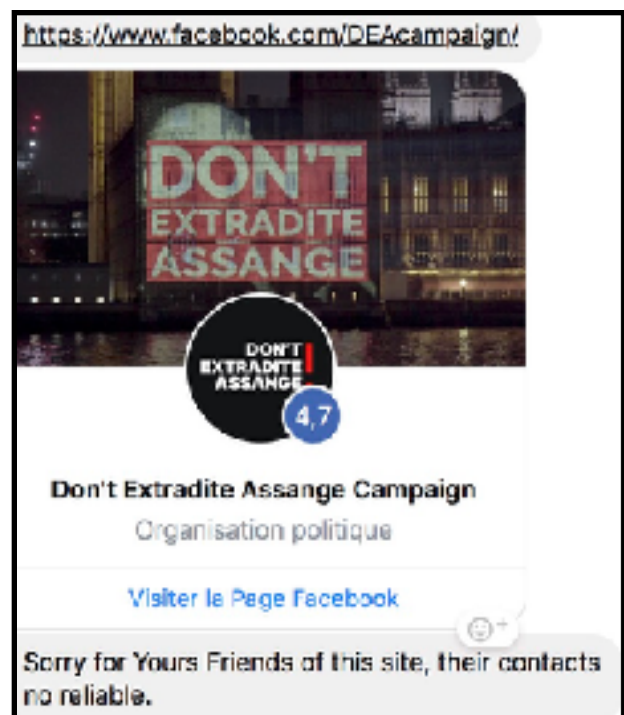 https://www.facebook.com/DEAcampaign/
DON'T
EXTRADITE
ASSANGE
DON'T
EXTRADITE
ASSANGE
!
4,7
Don't Extradite Assange Campaign
Organisation politique
Visiter la Page Facebook
Sorry for Yours Friends of this site, their contacts
no reliable.